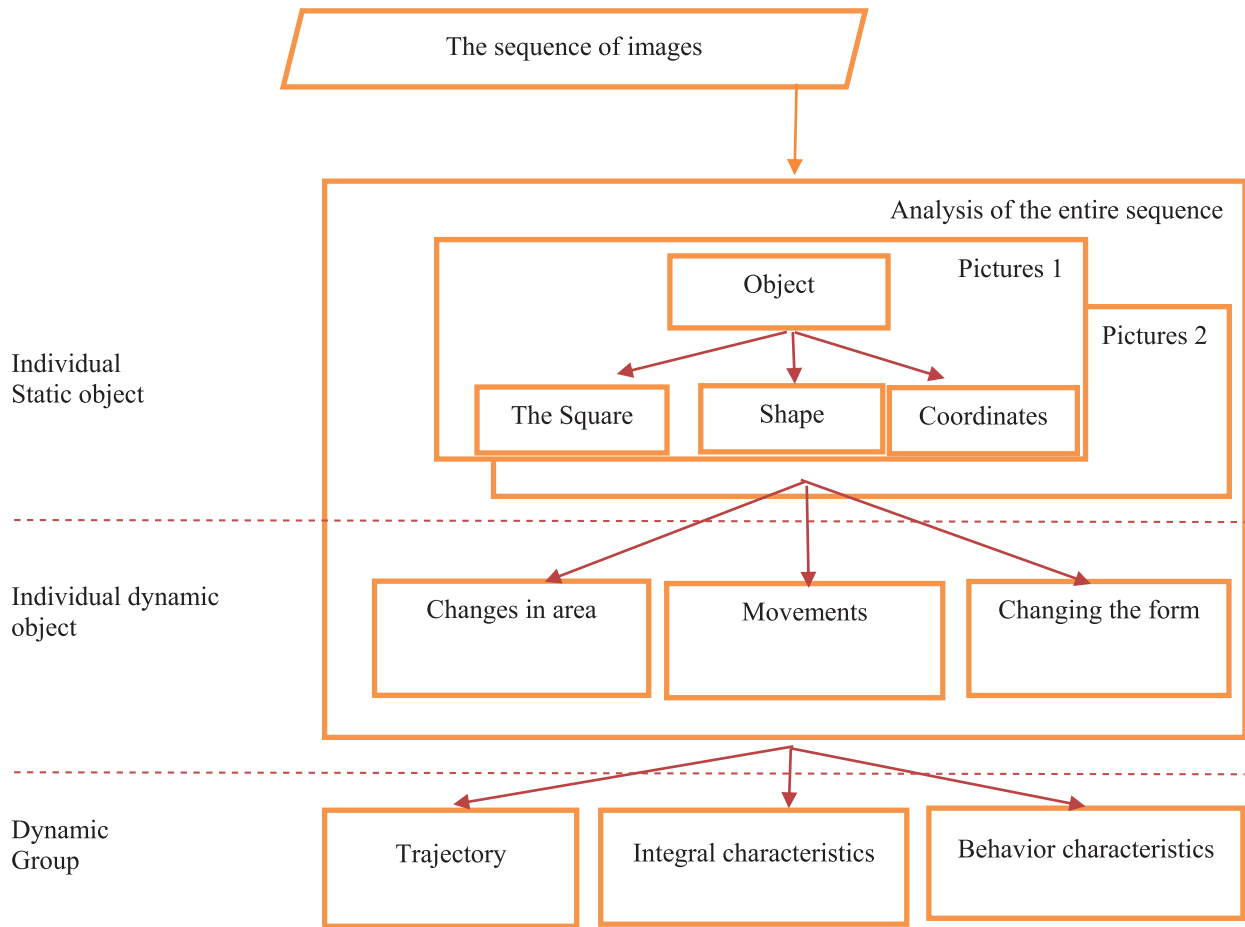 The sequence of images
Analysis of the entire sequence
Pictures 1
Object
Pictures 2
Individual
Static object
The Square
Shape
Coordinates
Individual dynamic
object
Changes in area
Movements
Changing the form
Dynamic
Group
Trajectory
Integral characteristics
Behavior characteristics